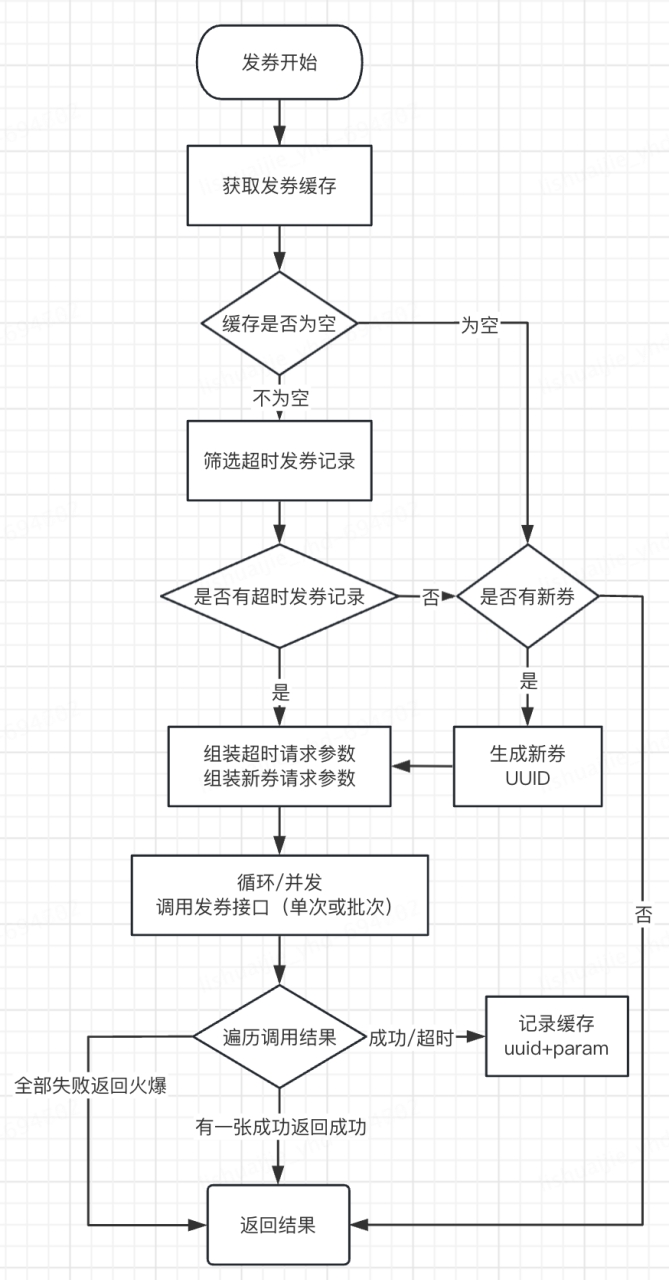 发券开始
获取发券缓存
缓存是否为空
为空
不为空
筛选超时发券记录
是否有超时发券记录
否
是否有新券
是
是
组装超时请求参数
组装新券请求参数
生成新券
UUID
循环/并发
调用发券接口（单次或批次）
否
遍历调用结果
成功/超时
记录缓存
uuid+param
全部失败返回火爆
有一张成功返回成功
返回结果